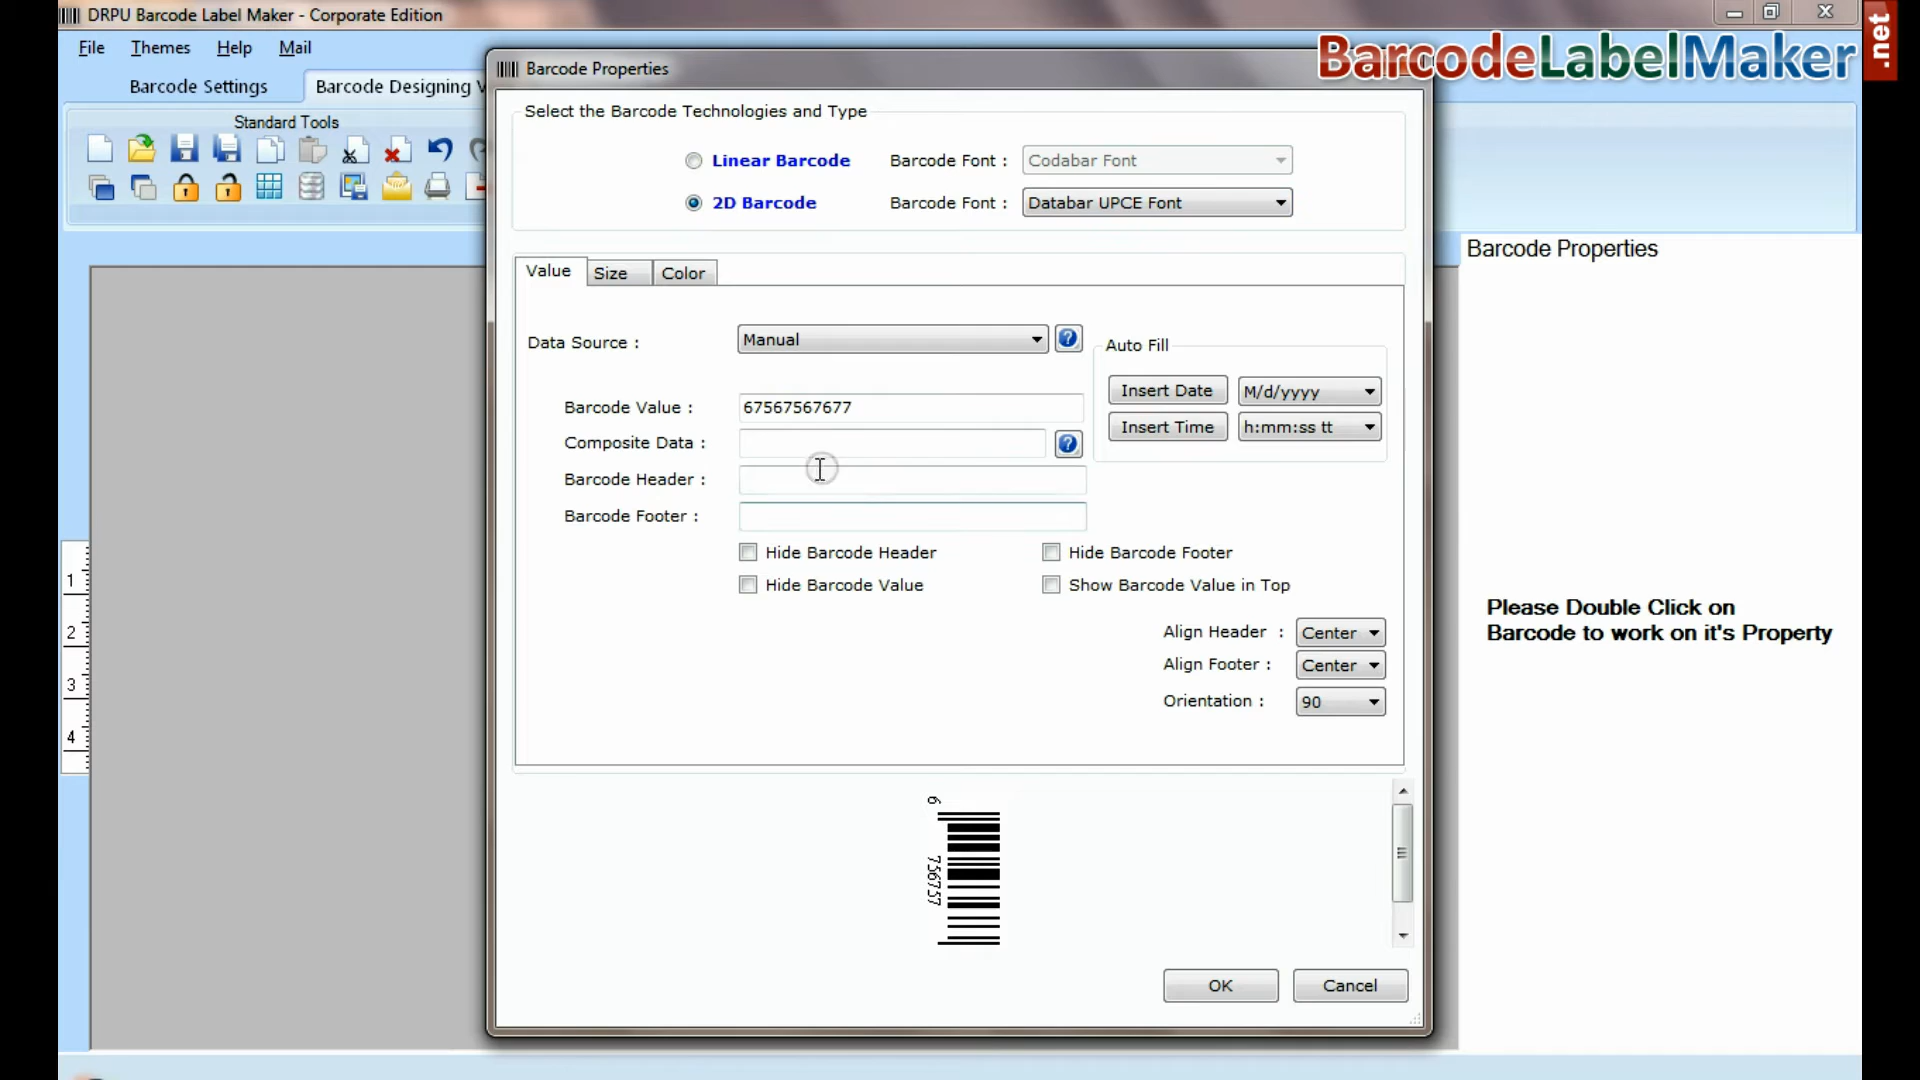 DRPU Barcode Label Maker - Corporate Edition
BarcodeLabelMaker
.net
File Themes Help Mail
Barcode Settings
Barcode Designing V
Standard Tools
Barcode Properties
Select the Barcode Technologies and Type
Linear Barcode Barcode Font : Codabar Font
2D Barcode Barcode Font : Databar UPCE Font
Value Size Color
Data Source : Manual
Auto Fill
Insert Date M/d/yyyy
Insert Time h:mm:ss tt
Barcode Value : 67567567677
Composite Data :
Barcode Header :
Barcode Footer :
Hide Barcode Header Hide Barcode Footer
Hide Barcode Value Show Barcode Value in Top
Align Header : Center
Align Footer : Center
Orientation : 90
6
756757
OK Cancel
1
2
3
4
Barcode Properties
Please Double Click on
Barcode to work on it's Property